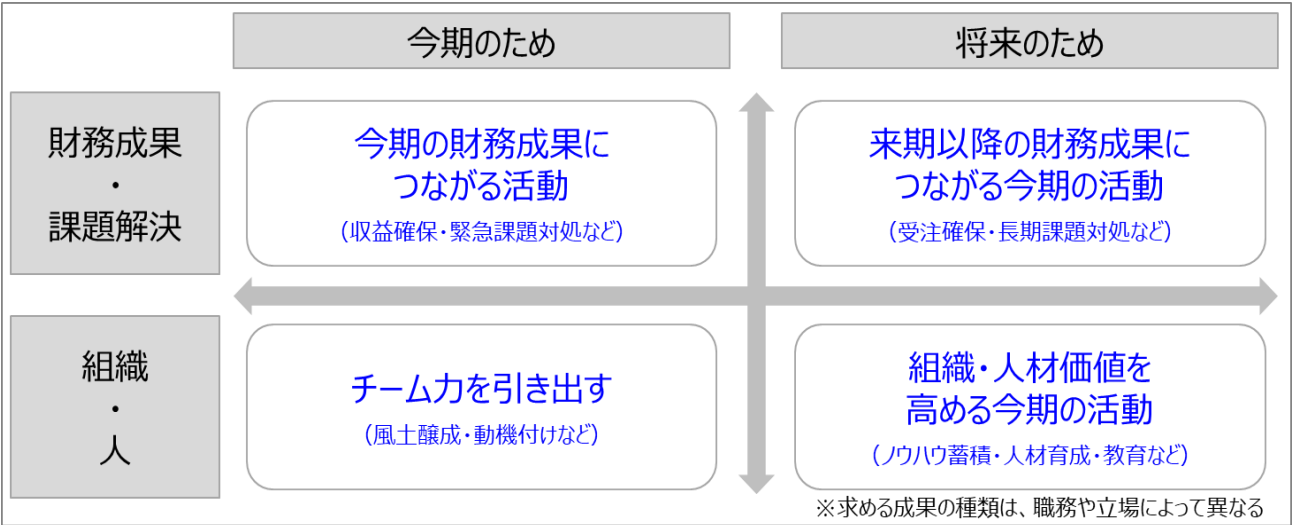 今期のため
将来のため
財務成果
・
課題解決
今期の財務成果に
つながる活動
(収益確保・緊急課題対処など)
来期以降の財務成果に
つながる今期の活動
(受注確保・長期課題対処など)
組織
・
人
チーム力を引き出す
(風土醸成・動機付けなど)
組織・人材価値を
高める今期の活動
(ノウハウ蓄積・人材育成・教育など)
※求める成果の種類は、職務や立場によって異なる